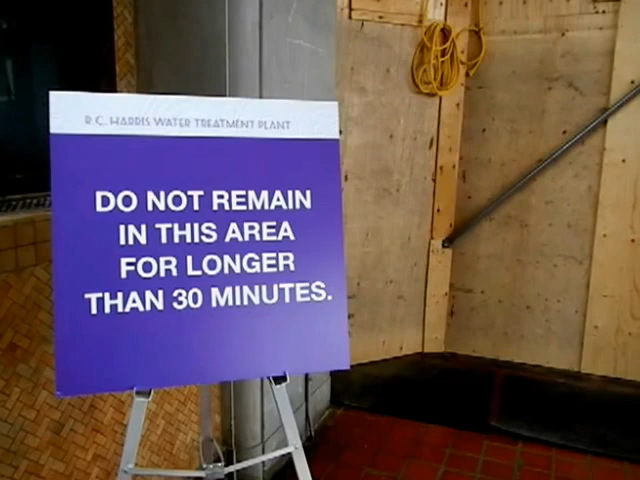 R.C. HARRIS WATER TREATMENT PLANT
DO NOT REMAIN
IN THIS AREA
FOR LONGER
THAN 30 MINUTES.